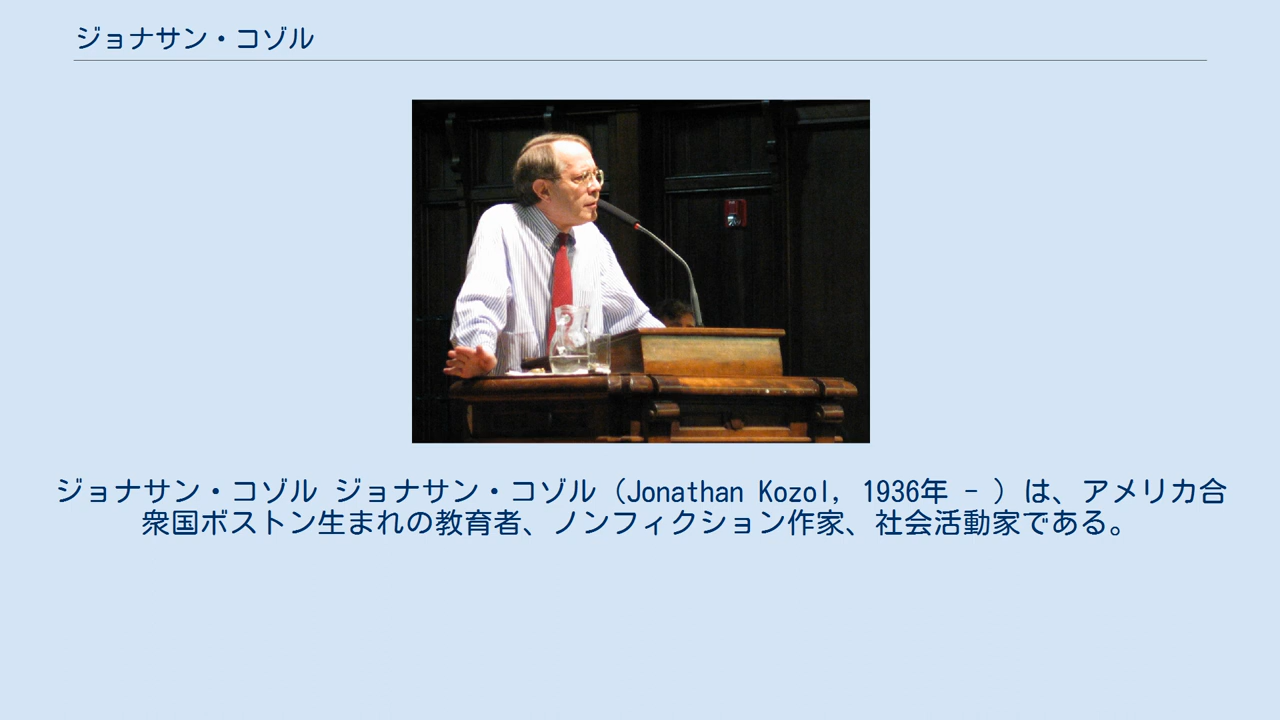 ジョナサン・コゾル
ジョナサン・コゾル ジョナサン・コゾル（Jonathan Kozol, 1936年 - ）は、アメリカ合
衆国ボストン生まれの教育者、ノンフィクション作家、社会活動家である。